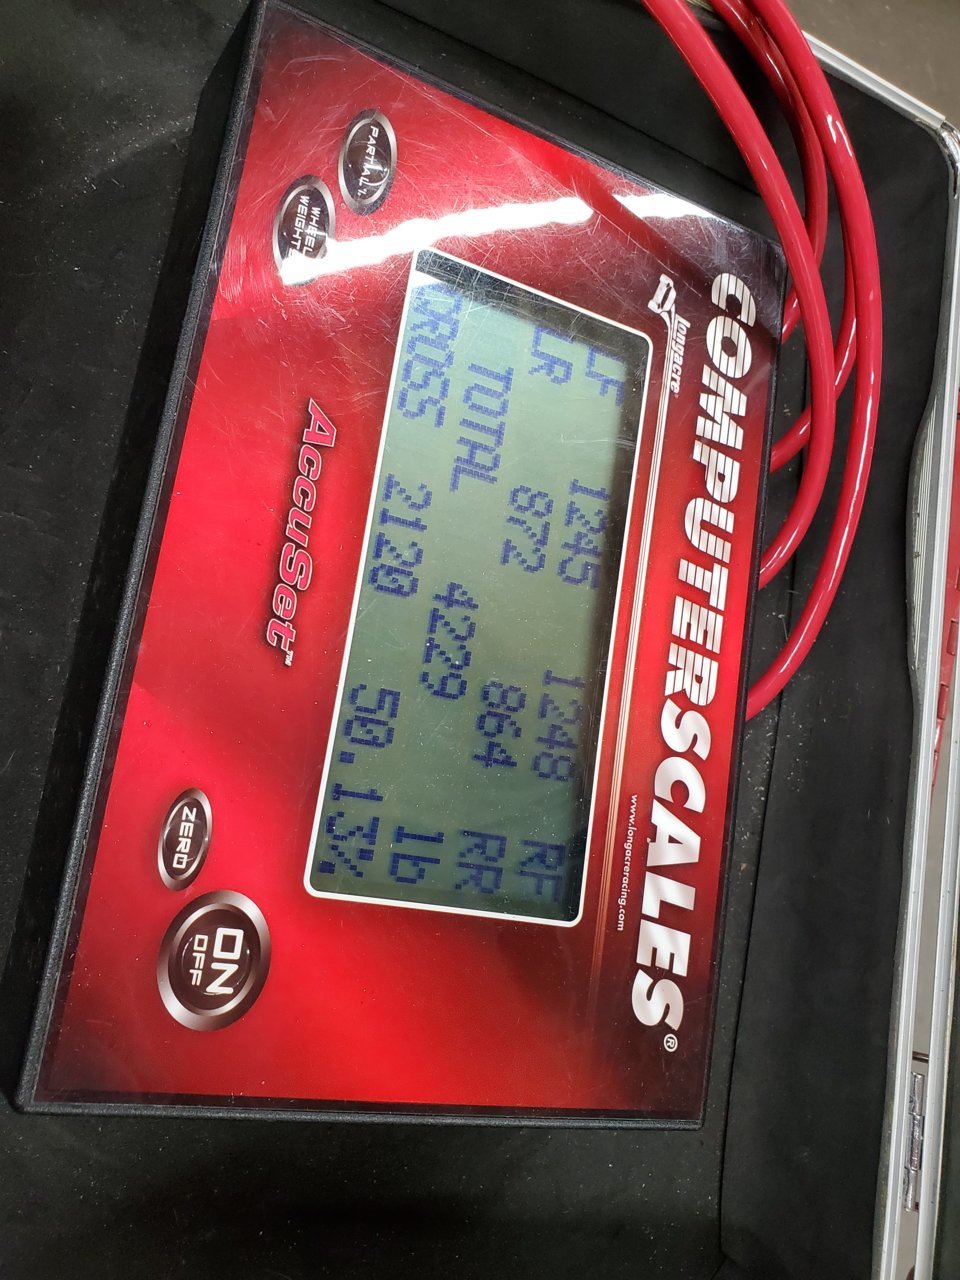 COMPUTERSCALES®
longacre®
www.longacreracing.com
LF 1245 1248 RF
LR 872 864 RR
TOTAL 4229 lb
CROSS 2120 50.13%
PARTIAL %
WHEEL
WEIGHTS
AccuSet™
ZERO
ON
OFF